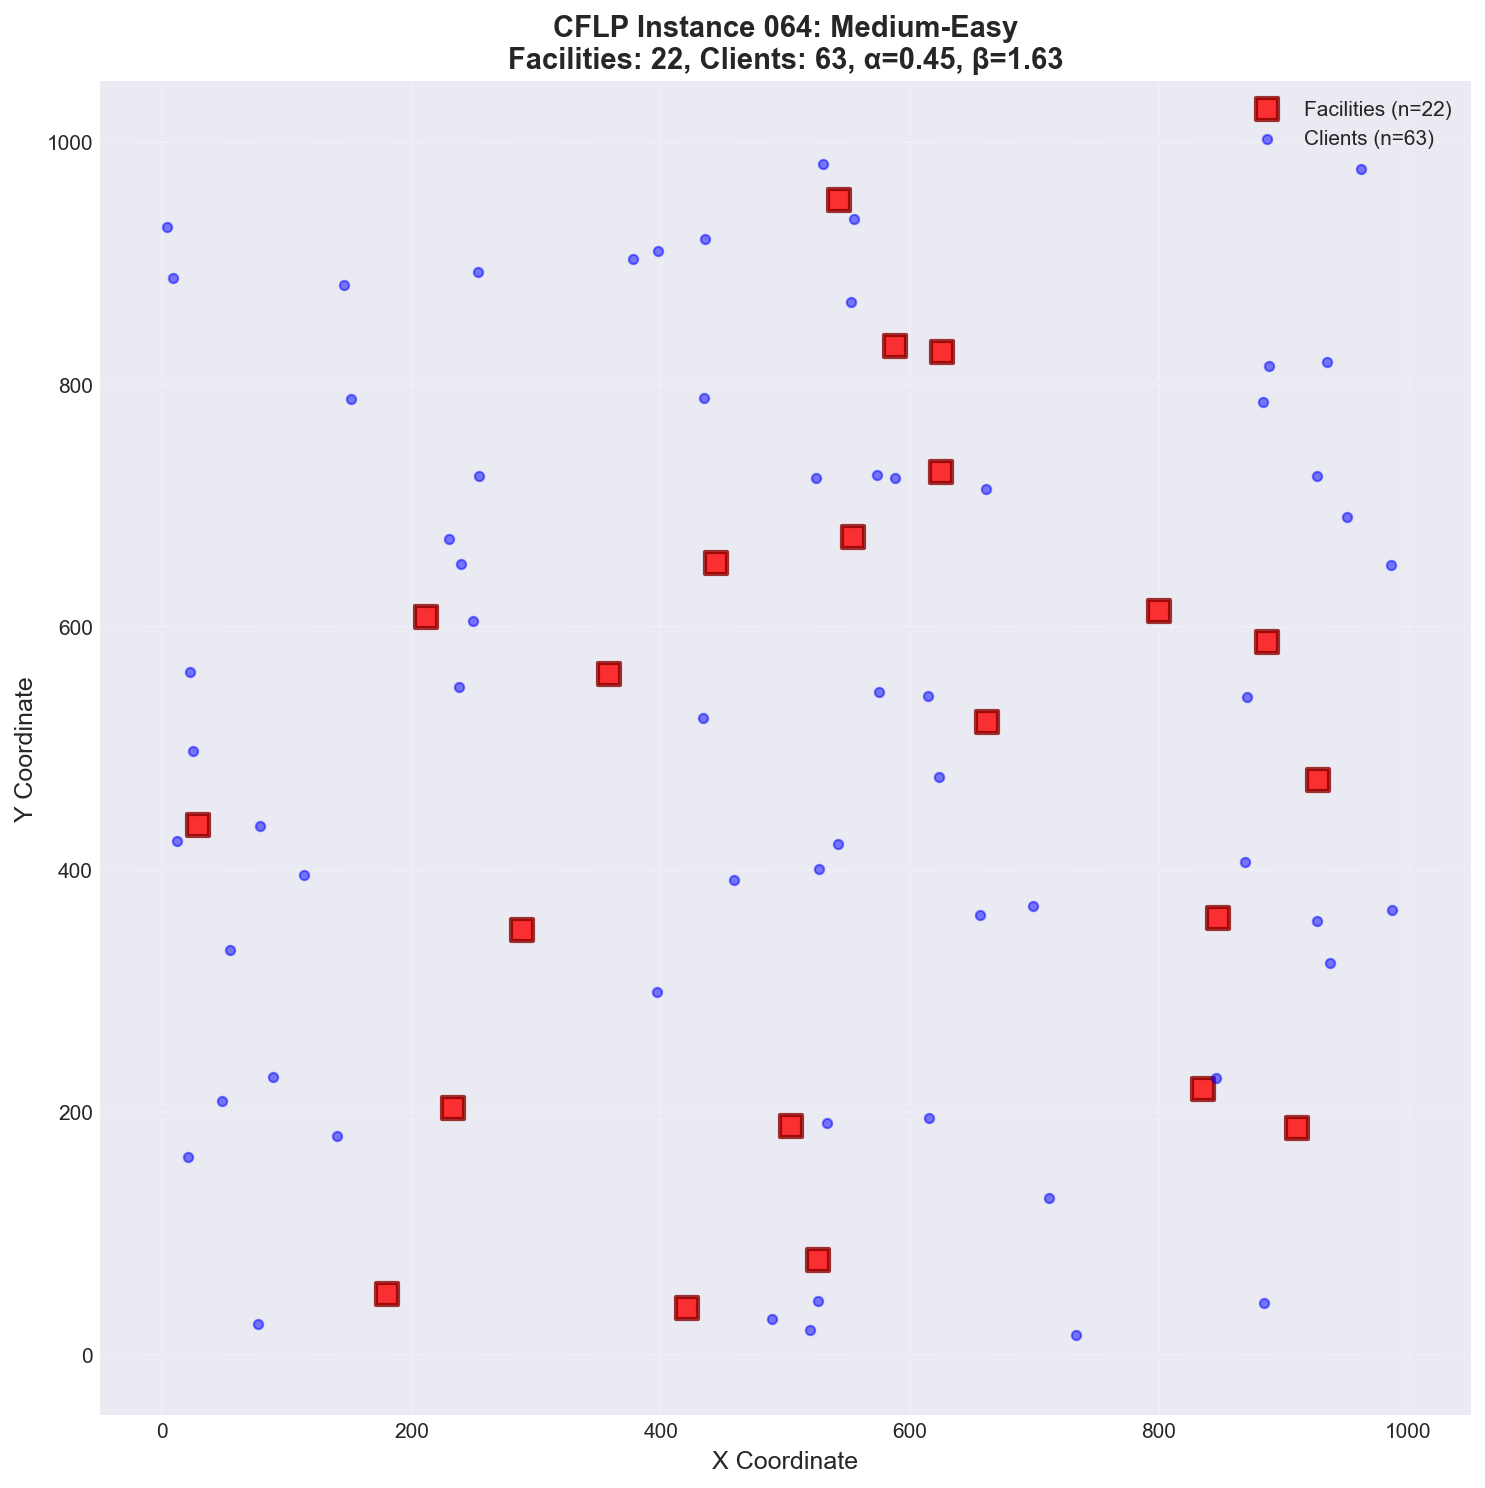 CFLP Instance 064: Medium-Easy
Facilities: 22, Clients: 63, α=0.45, β=1.63
Facilities (n=22)
Clients (n=63)
1000
800
600
400
200
0
Y Coordinate
0 200 400 600 800 1000
X Coordinate